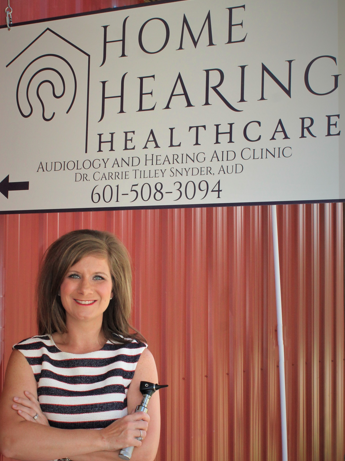 HOME
HEARING
HEALTHCARE
AUDIOLOGY AND HEARING AID CLINIC
DR. CARRIE TILLEY SNYDER, AUD
601-508-3094